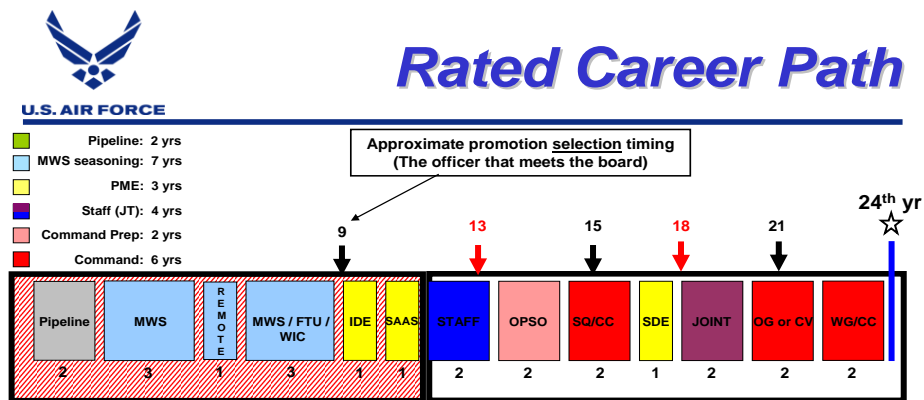 Rated Career Path
U.S. AIR FORCE
Pipeline: 2 yrs
MWS seasoning: 7 yrs
PME: 3 yrs
Staff (JT): 4 yrs
Command Prep: 2 yrs
Command: 6 yrs
Approximate promotion selection timing
(The officer that meets the board)
24th yr
9
13
15
18
21
Pipeline
MWS
REMOTE
MWS / FTU /
WIC
IDE
SAAS
STAFF
OPSO
SQ/CC
SDE
JOINT
OG or CV
WG/CC
2
3
1
3
1
1
2
2
2
1
2
2
2